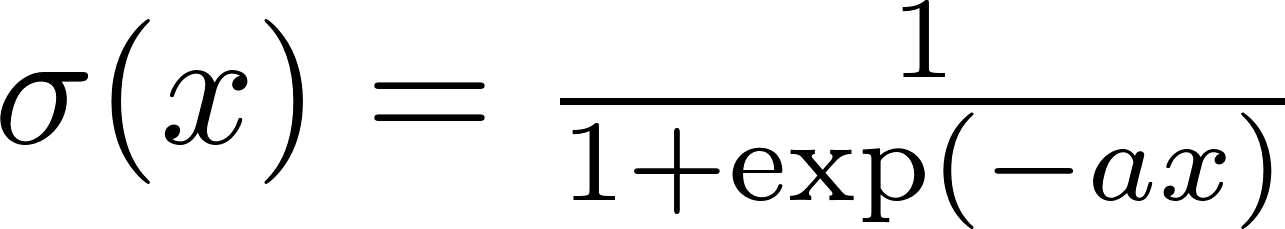 σ(x) = 1 / 1+exp(−ax)